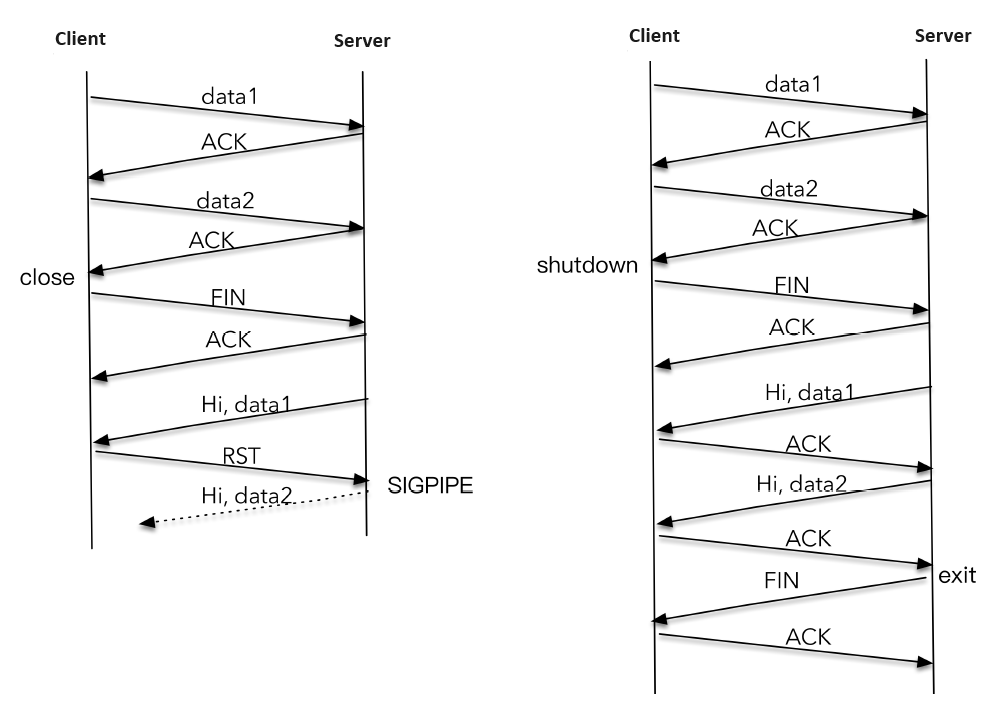 Client
Server
data1
ACK
data2
ACK
close
FIN
ACK
Hi, data1
RST
SIGPIPE
Hi, data2
Client
Server
data1
ACK
data2
ACK
shutdown
FIN
ACK
Hi, data1
ACK
Hi, data2
ACK
exit
FIN
ACK